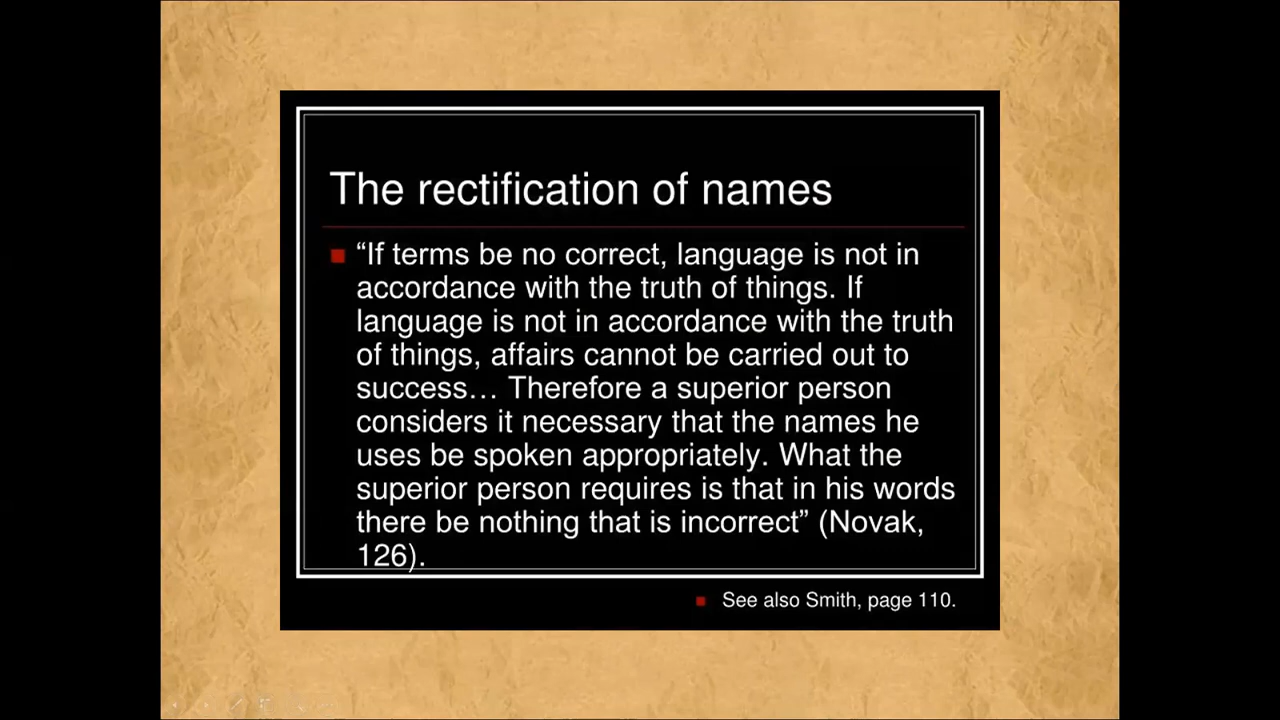 The rectification of names
“If terms be no correct, language is not in
accordance with the truth of things. If
language is not in accordance with the truth
of things, affairs cannot be carried out to
success… Therefore a superior person
considers it necessary that the names he
uses be spoken appropriately. What the
superior person requires is that in his words
there be nothing that is incorrect” (Novak,
126).
See also Smith, page 110.